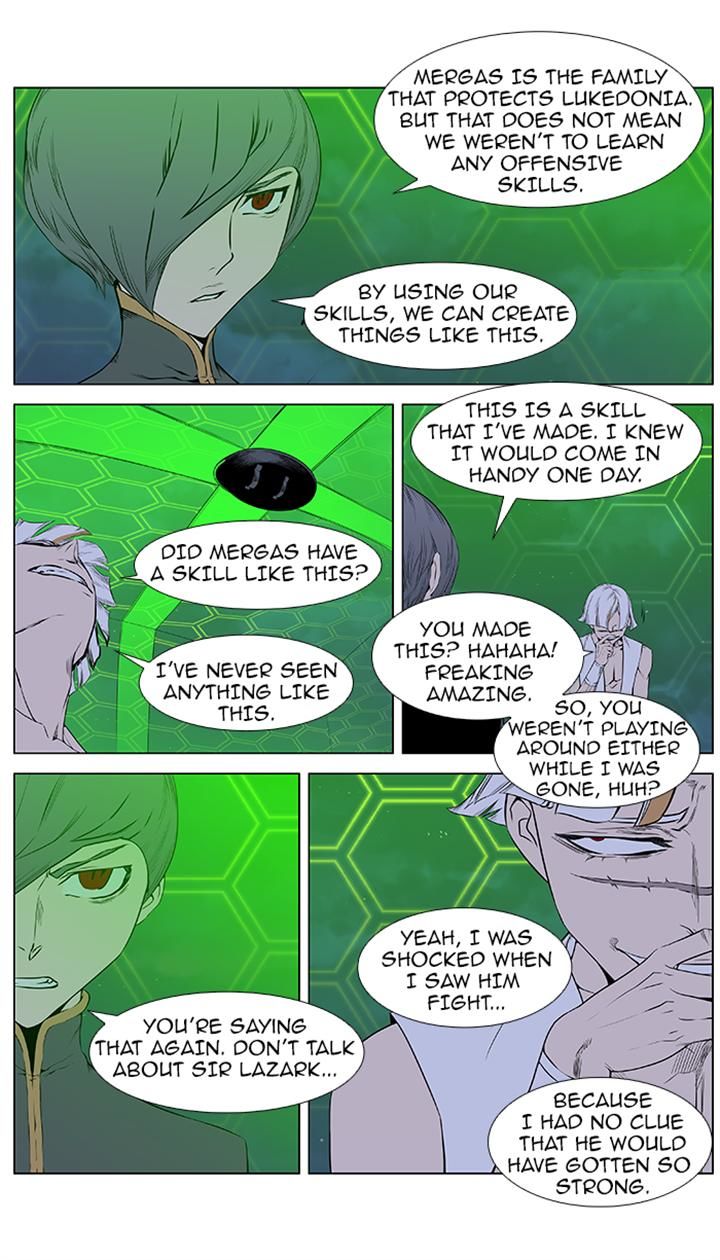 MERGAS IS THE FAMILY
THAT PROTECTS LUKEDONIA.
BUT THAT DOES NOT MEAN
WE WEREN'T TO LEARN
ANY OFFENSIVE
SKILLS.
BY USING OUR
SKILLS, WE CAN CREATE
THINGS LIKE THIS.
DID MERGAS HAVE
A SKILL LIKE THIS?
I'VE NEVER SEEN
ANYTHING LIKE
THIS.
THIS IS A SKILL
THAT I'VE MADE. I KNEW
IT WOULD COME IN
HANDY ONE DAY.
YOU MADE
THIS? HAHAHA!
FREAKING
AMAZING.
SO, YOU
WEREN'T PLAYING
AROUND EITHER
WHILE I WAS
GONE, HUH?
YOU'RE SAYING
THAT AGAIN. DON'T TALK
ABOUT SIR LAZARK...
YEAH, I WAS
SHOCKED WHEN
I SAW HIM
FIGHT...
BECAUSE
I HAD NO CLUE
THAT HE WOULD
HAVE GOTTEN SO
STRONG.